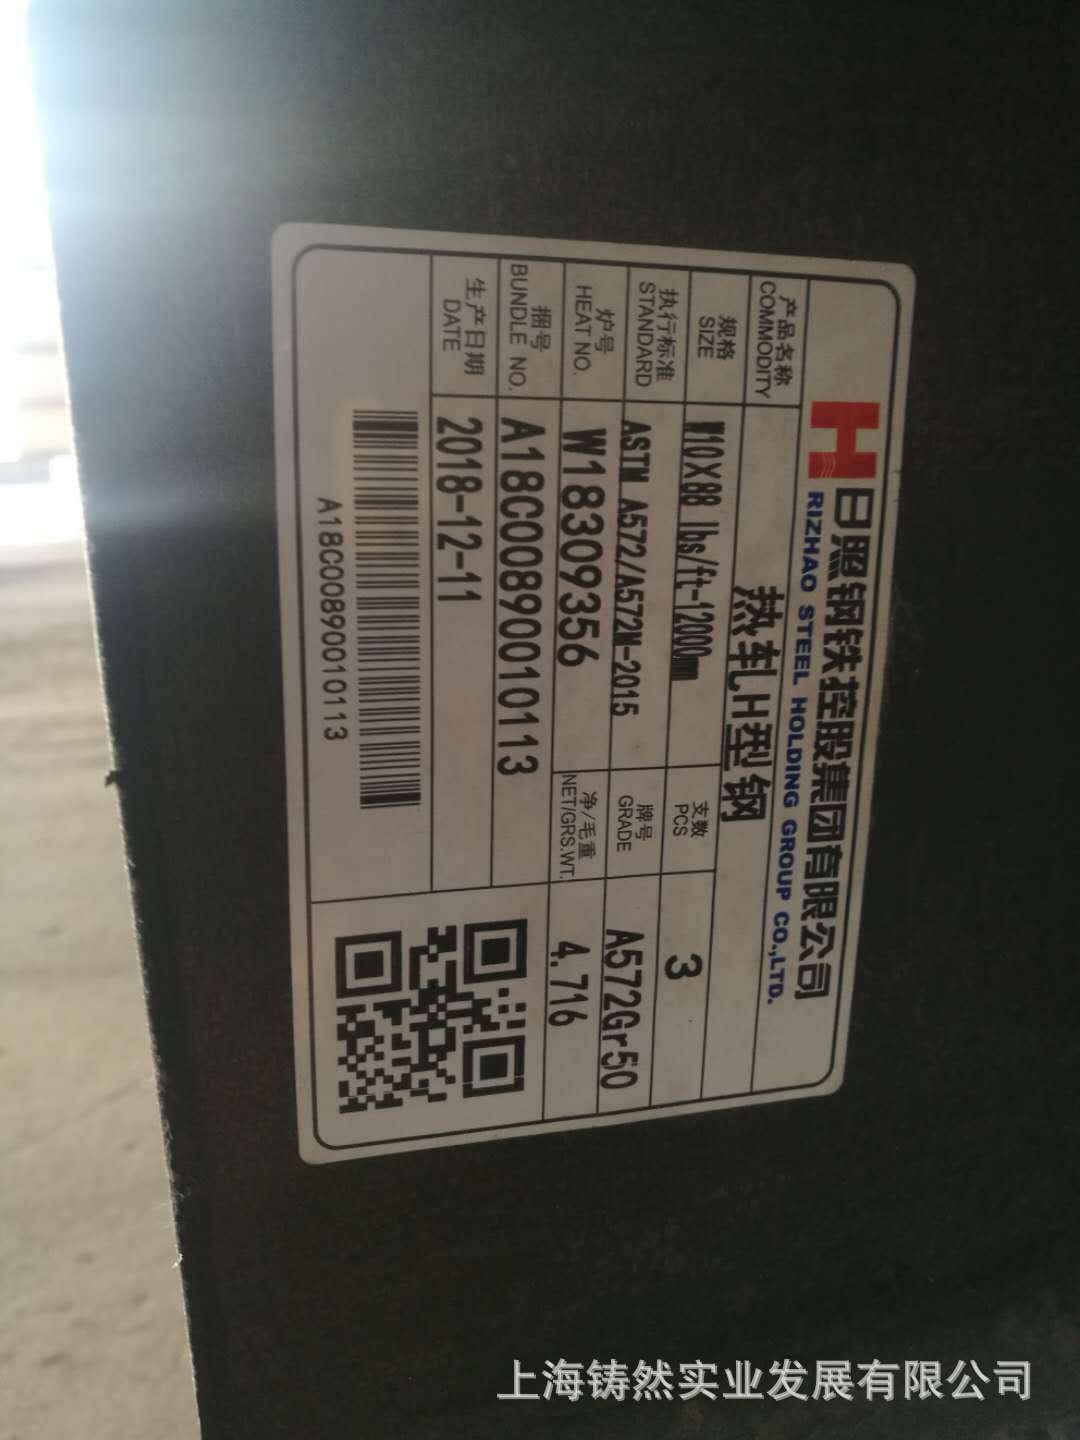 日照钢铁控股集团有限公司
RIZHAO STEEL HOLDING GROUP CO.,LTD.
产品名称
COMMODITY
热轧H型钢
规格
SIZE
W10X88 lbs/ft-12000mm
支数
PCS
3
执行标准
STANDARD
ASTM A572/A572M-2015
牌号
GRADE
A572Gr50
炉号
HEAT NO.
W18309356
净/毛重
NET/GRS.WT.
4.716
捆号
BUNDLE NO.
A18C0089001​0113
生产日期
DATE
2018-12-11
A18C00890010113
上海铸然实业发展有限公司